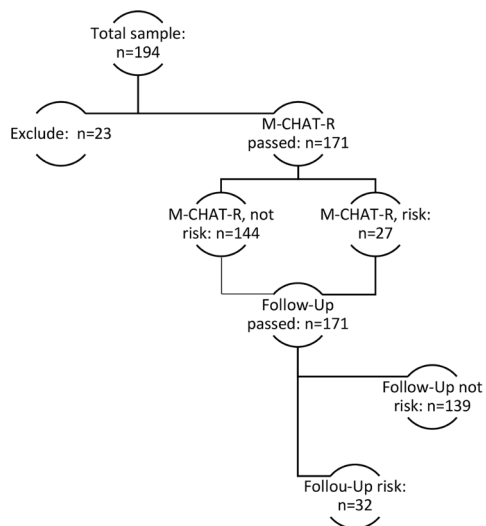 Total sample:
n=194
Exclude: n=23
M-CHAT-R
passed: n=171
M-CHAT-R, not
risk: n=144
M-CHAT-R, risk:
n=27
Follow-Up
passed: n=171
Follow-Up not
risk: n=139
Follou-Up risk:
n=32